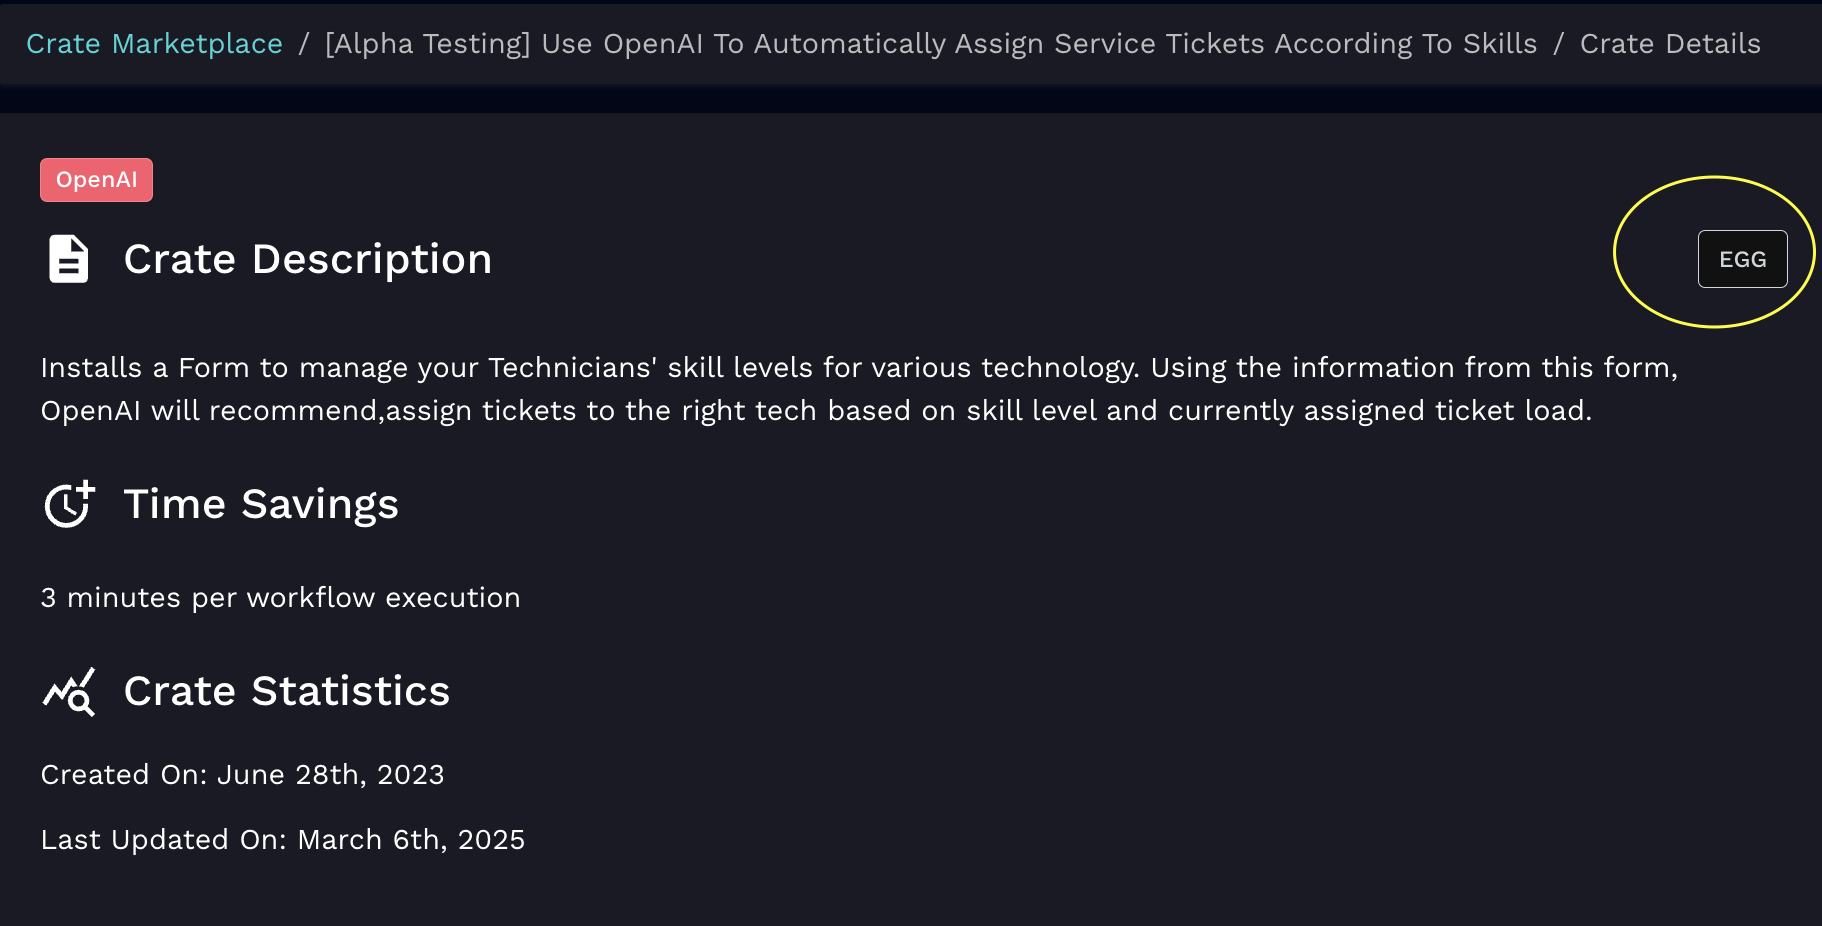 Crate Marketplace / [Alpha Testing] Use OpenAI To Automatically Assign Service Tickets According To Skills / Crate Details
OpenAI
Crate Description
EGG
Installs a Form to manage your Technicians' skill levels for various technology. Using the information from this form,
OpenAI will recommend,assign tickets to the right tech based on skill level and currently assigned ticket load.
Time Savings
3 minutes per workflow execution
Crate Statistics
Created On: June 28th, 2023
Last Updated On: March 6th, 2025